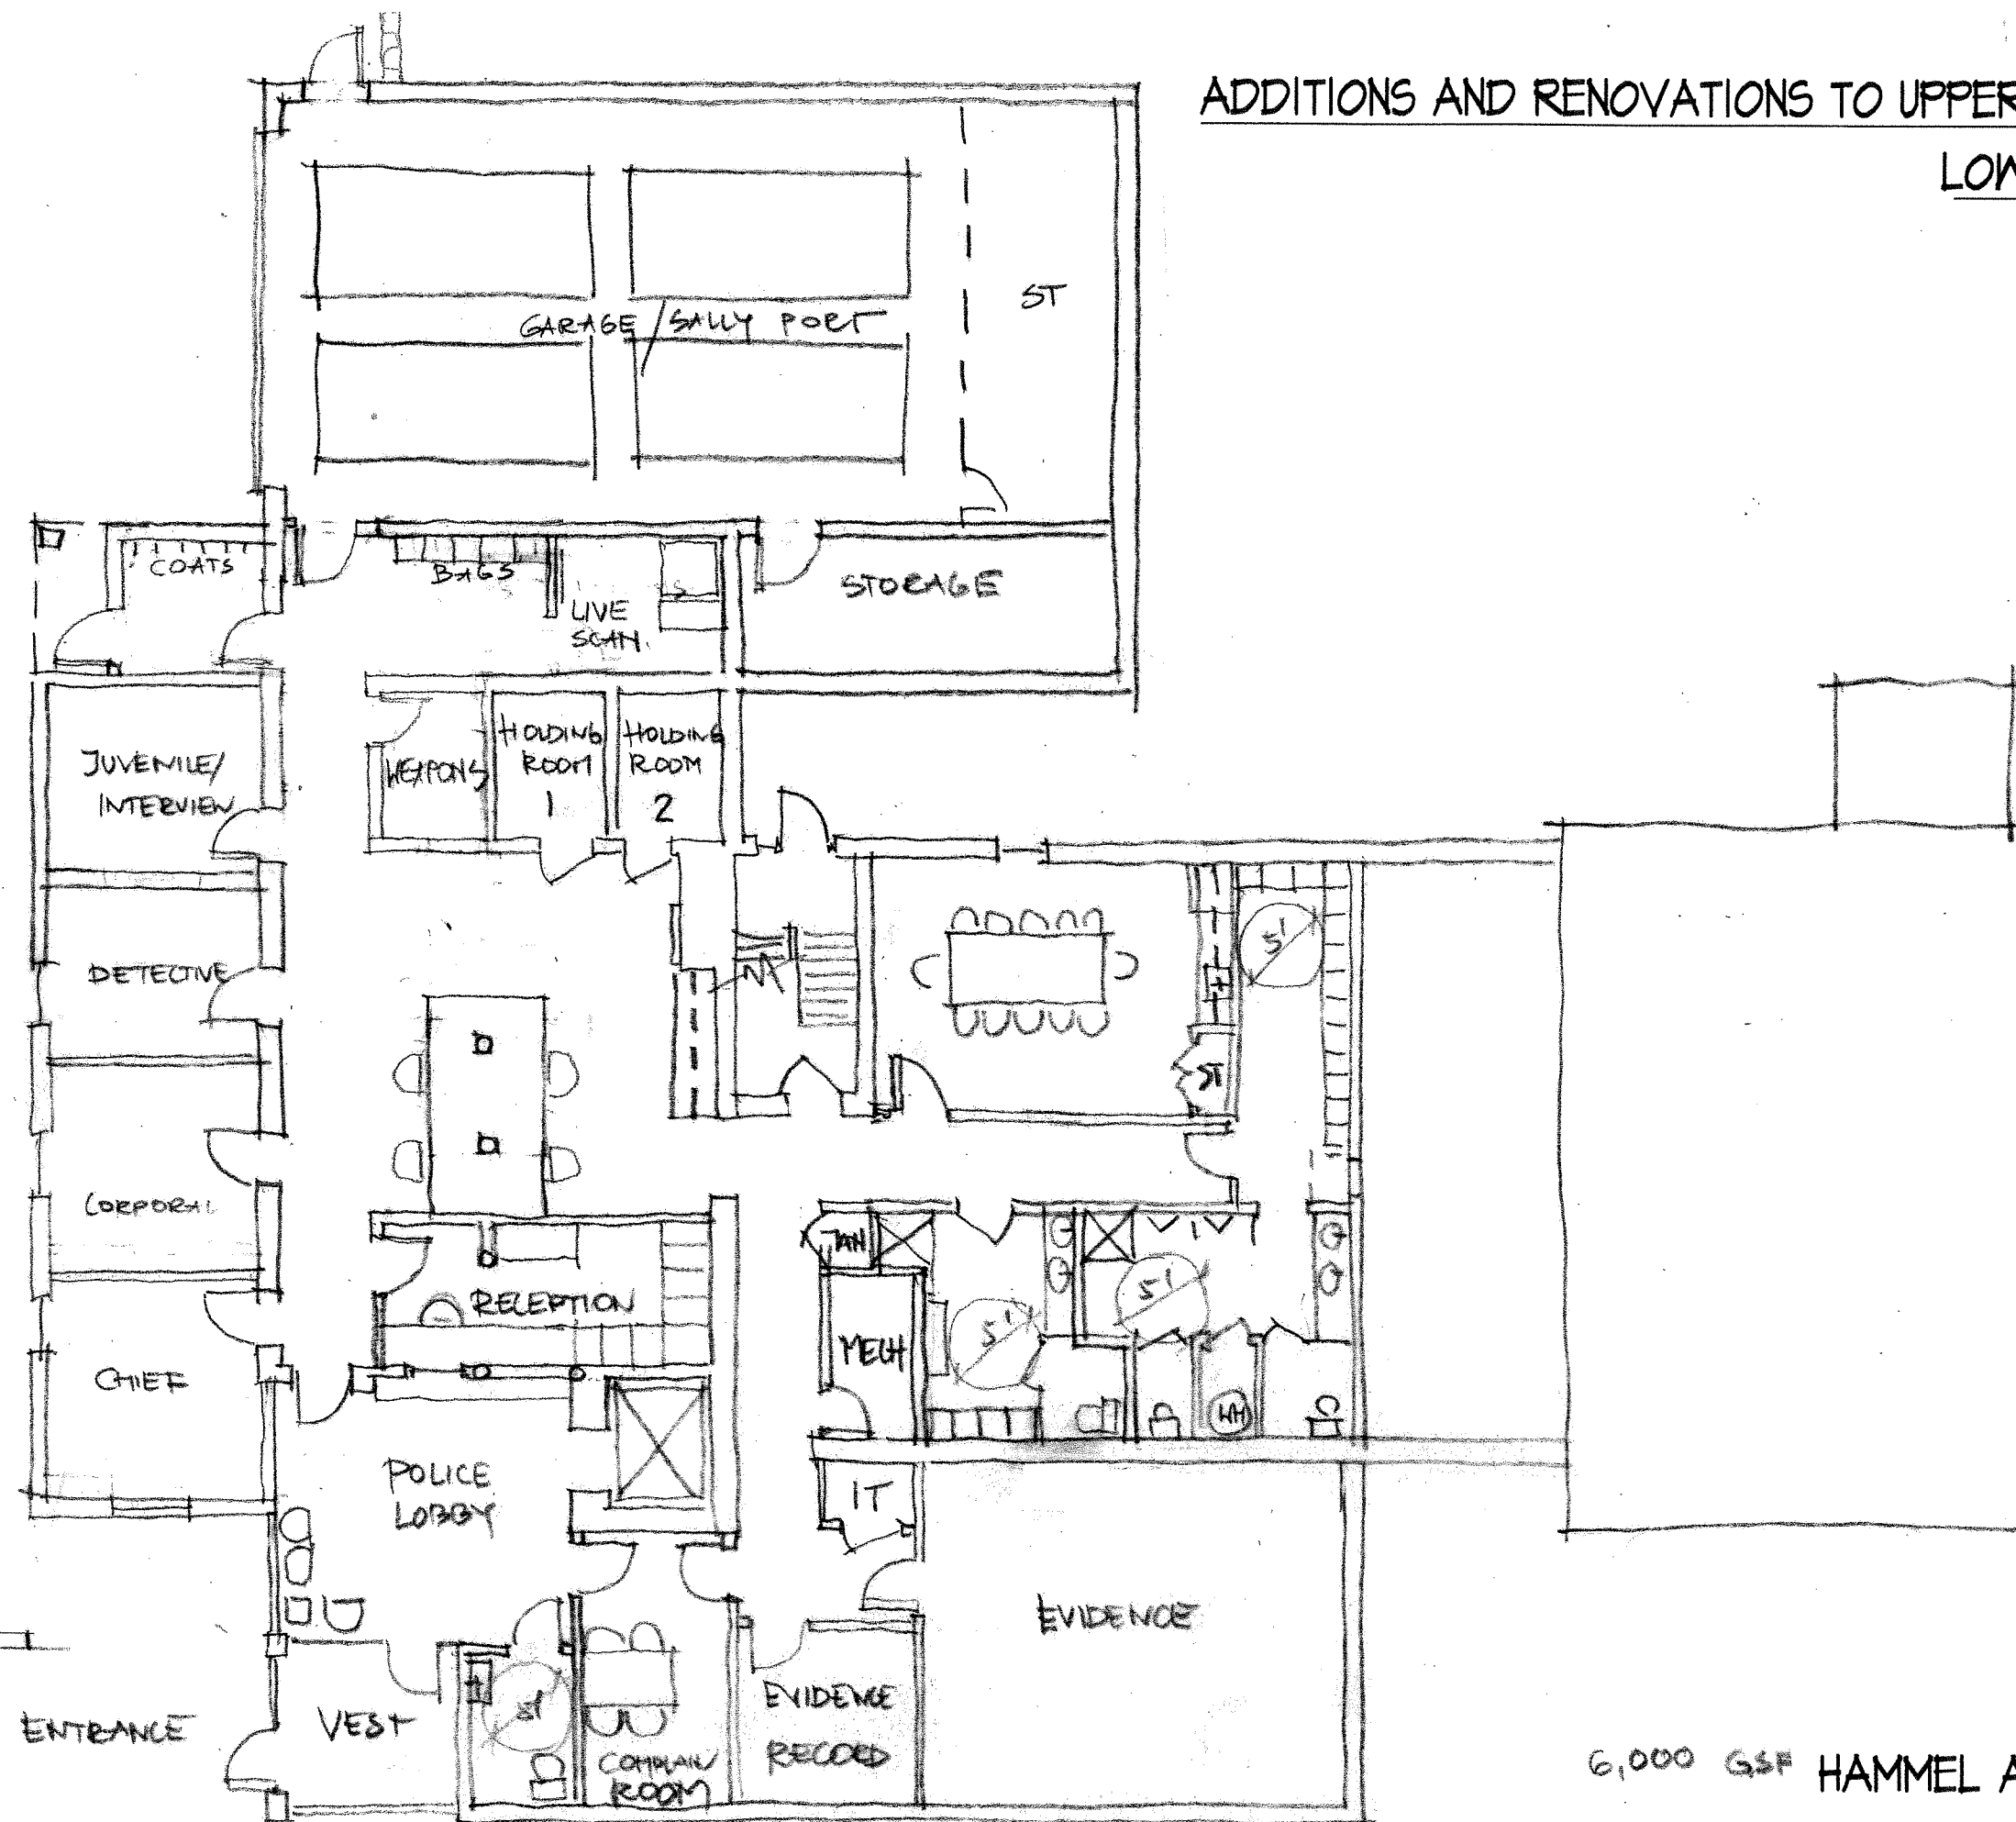 ADDITIONS AND RENOVATIONS TO UPPER
LOW
ST
GARAGE / SALLY PORT
COATS
BAGS
LIVE
SCAN.
STORAGE
JUVENILE/
INTERVIEW
WEAPONS
HOLDING
ROOM
1
HOLDING
ROOM
2
DETECTIVE
5'
ST
CORPORAL
JAN
RECEPTION
5'
5'
MECH
CHIEF
WH
POLICE
LOBBY
IT
EVIDENCE
ENTRANCE
VEST
5'
COMPLAIN
ROOM
EVIDENCE
RECORD
6,000 GSF
HAMMEL A